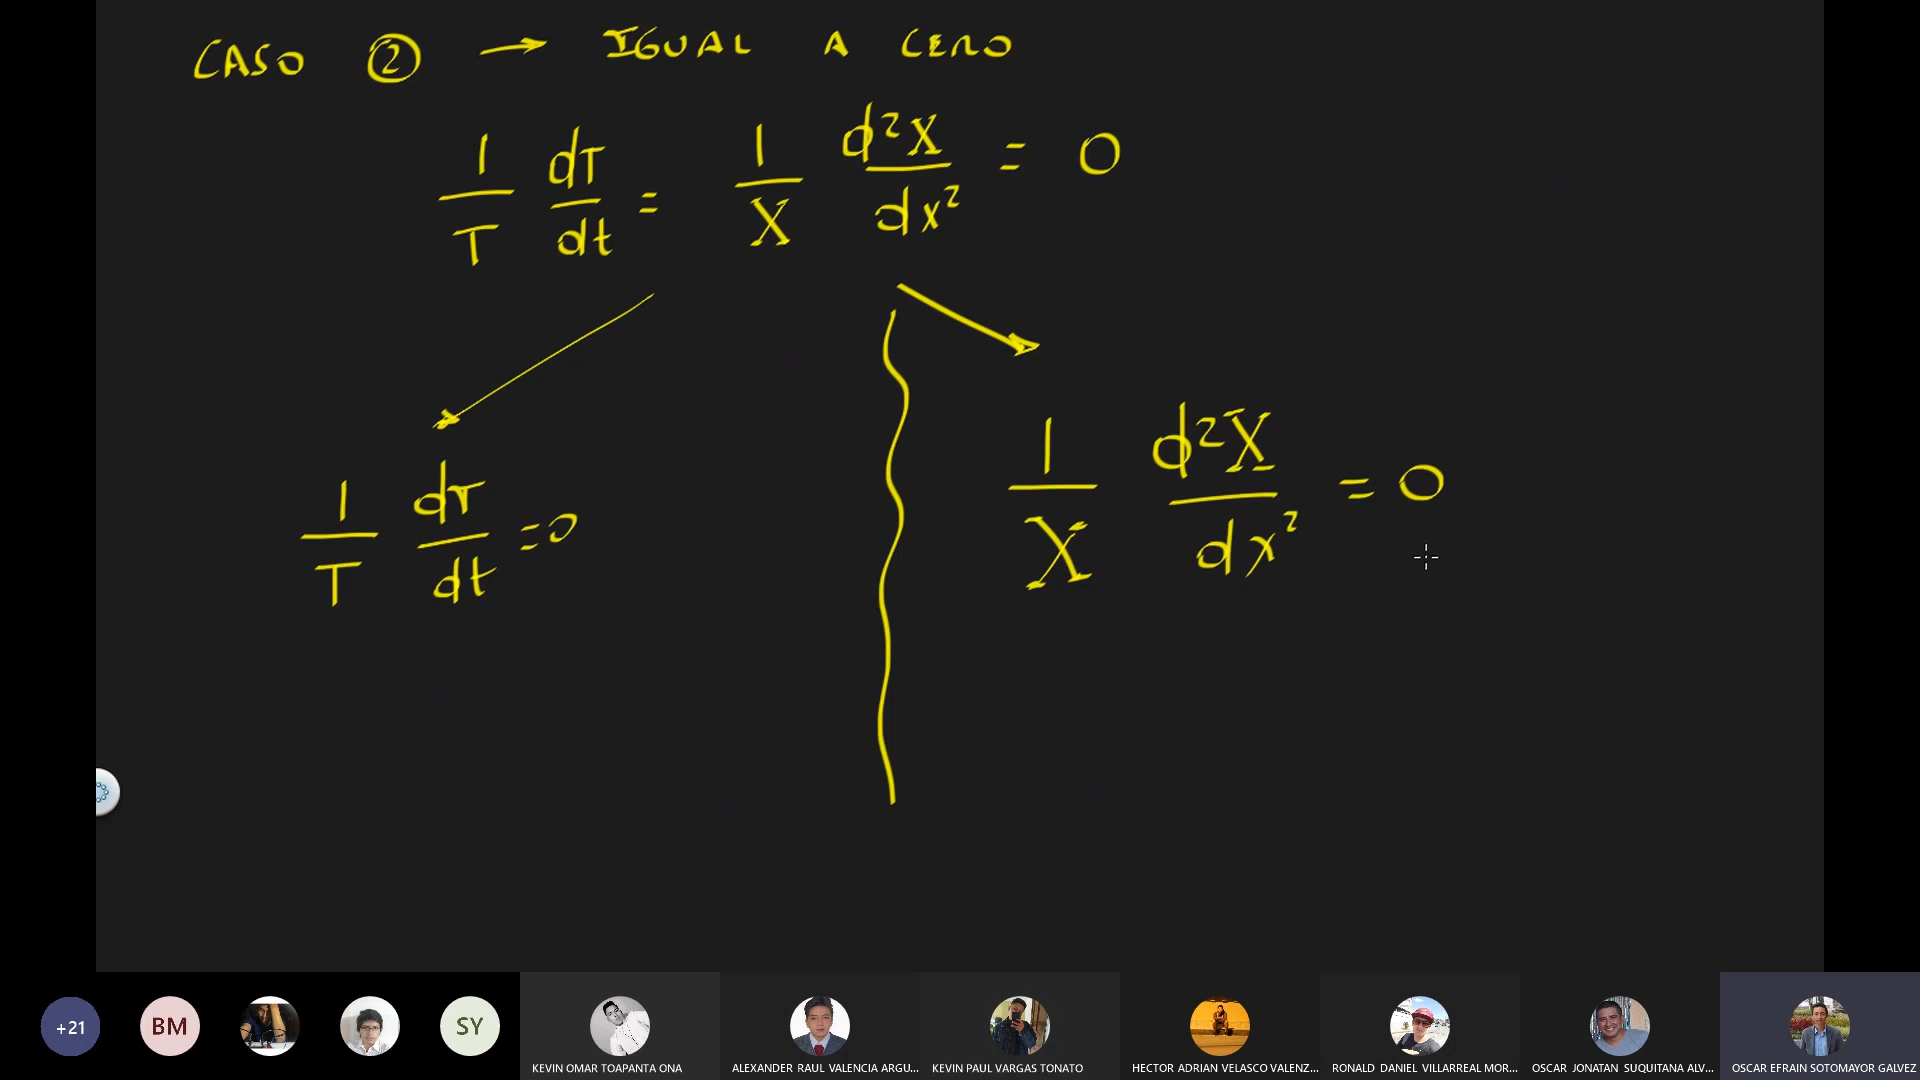 CASO ② → IGUAL A CERO
1/T dT/dt = 1/X d²X/dx² = 0
1/T dT/dt = 0
1/X d²X/dx² = 0
+21
BM
SY
KEVIN OMAR TOAPANTA ONA
ALEXANDER RAUL VALENCIA ARGU...
KEVIN PAUL VARGAS TONATO
HECTOR ADRIAN VELASCO VALENZ...
RONALD DANIEL VILLARREAL MOR...
OSCAR JONATAN SUQUITANA ALV...
OSCAR EFRAIN SOTOMAYOR GALVEZ